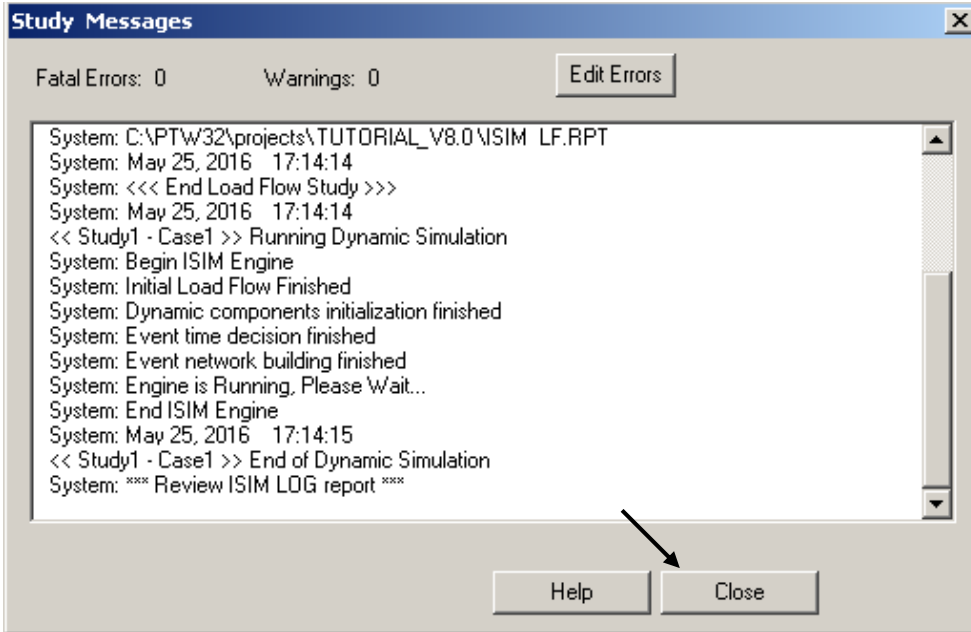 Study Messages
Fatal Errors: 0 Warnings: 0 Edit Errors
System: C:\PTW32\projects\TUTORIAL_V8.0\ISIM LF.RPT
System: May 25, 2016 17:14:14
System: <<< End Load Flow Study >>>
System: May 25, 2016 17:14:14
<< Study1 - Case1 >> Running Dynamic Simulation
System: Begin ISIM Engine
System: Initial Load Flow Finished
System: Dynamic components initialization finished
System: Event time decision finished
System: Event network building finished
System: Engine is Running, Please Wait...
System: End ISIM Engine
System: May 25, 2016 17:14:15
<< Study1 - Case1 >> End of Dynamic Simulation
System: *** Review ISIM LOG report ***
Help Close